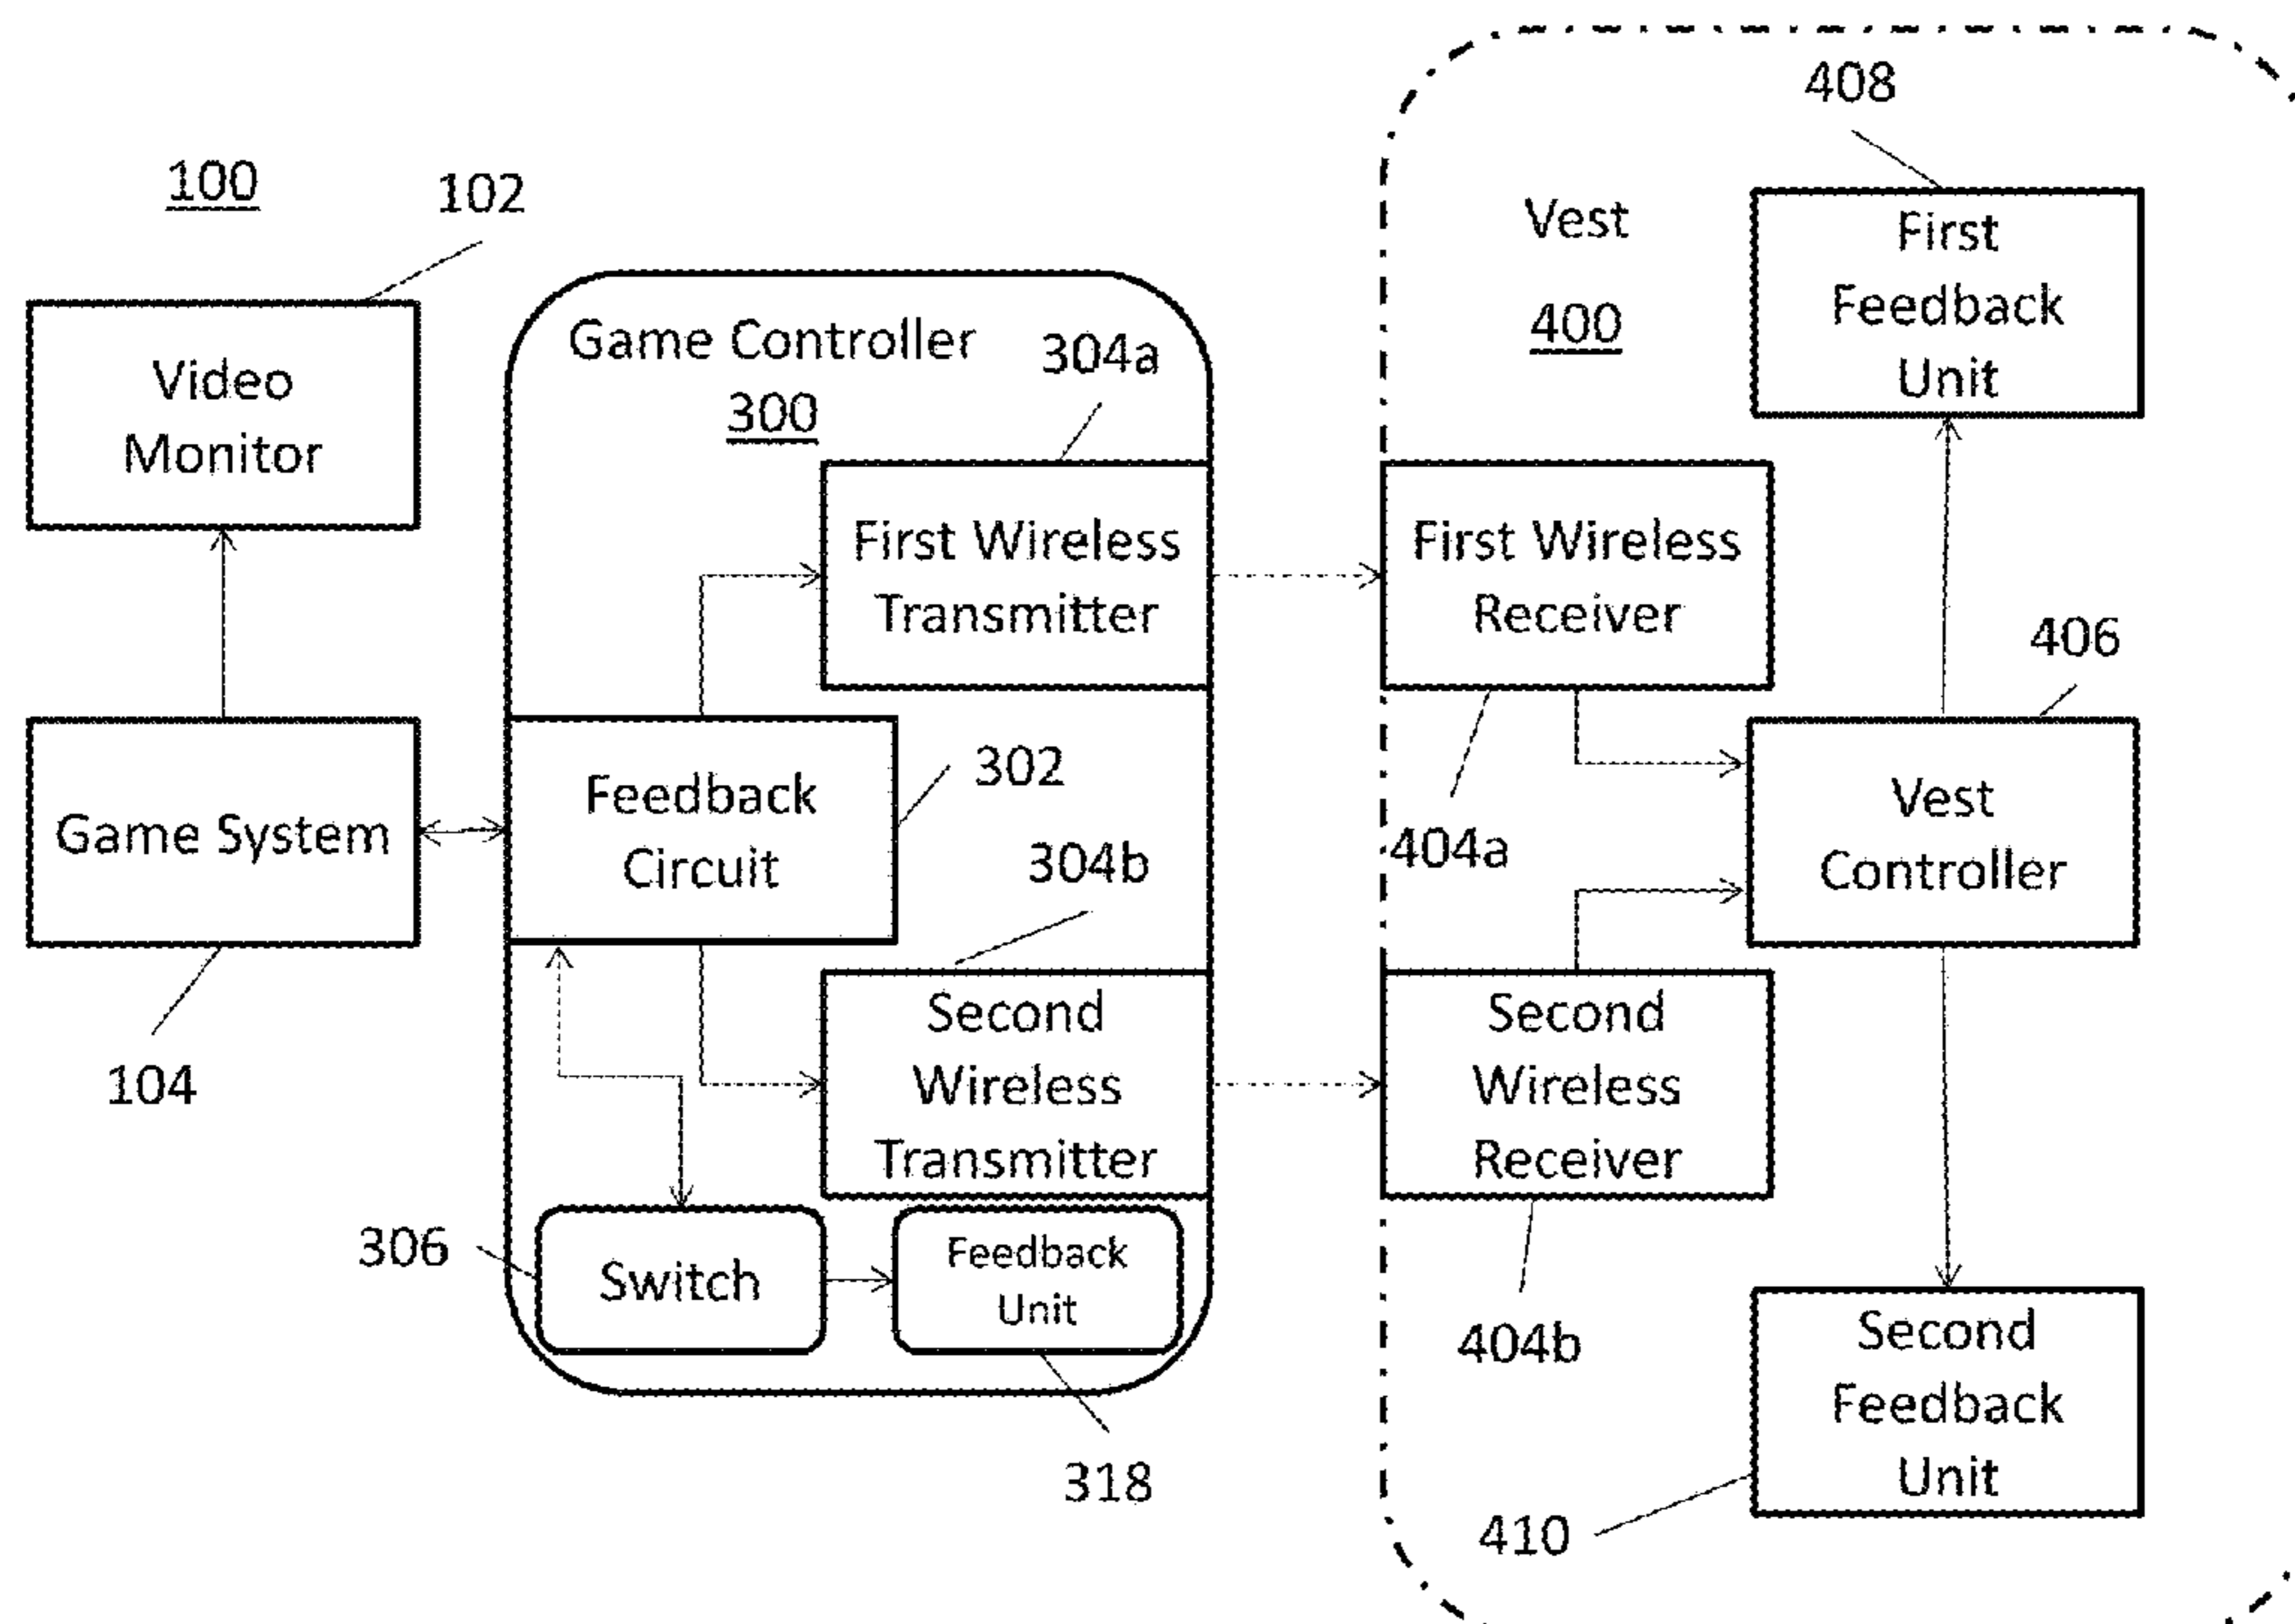 100
102
Video
Monitor
Game System
104
Game Controller
300
304a
First Wireless
Transmitter
Feedback
Circuit
302
304b
Second
Wireless
Transmitter
306
Switch
Feedback
Unit
318
Vest
400
408
First
Feedback
Unit
First Wireless
Receiver
404a
406
Vest
Controller
Second
Wireless
Receiver
404b
Second
Feedback
Unit
410